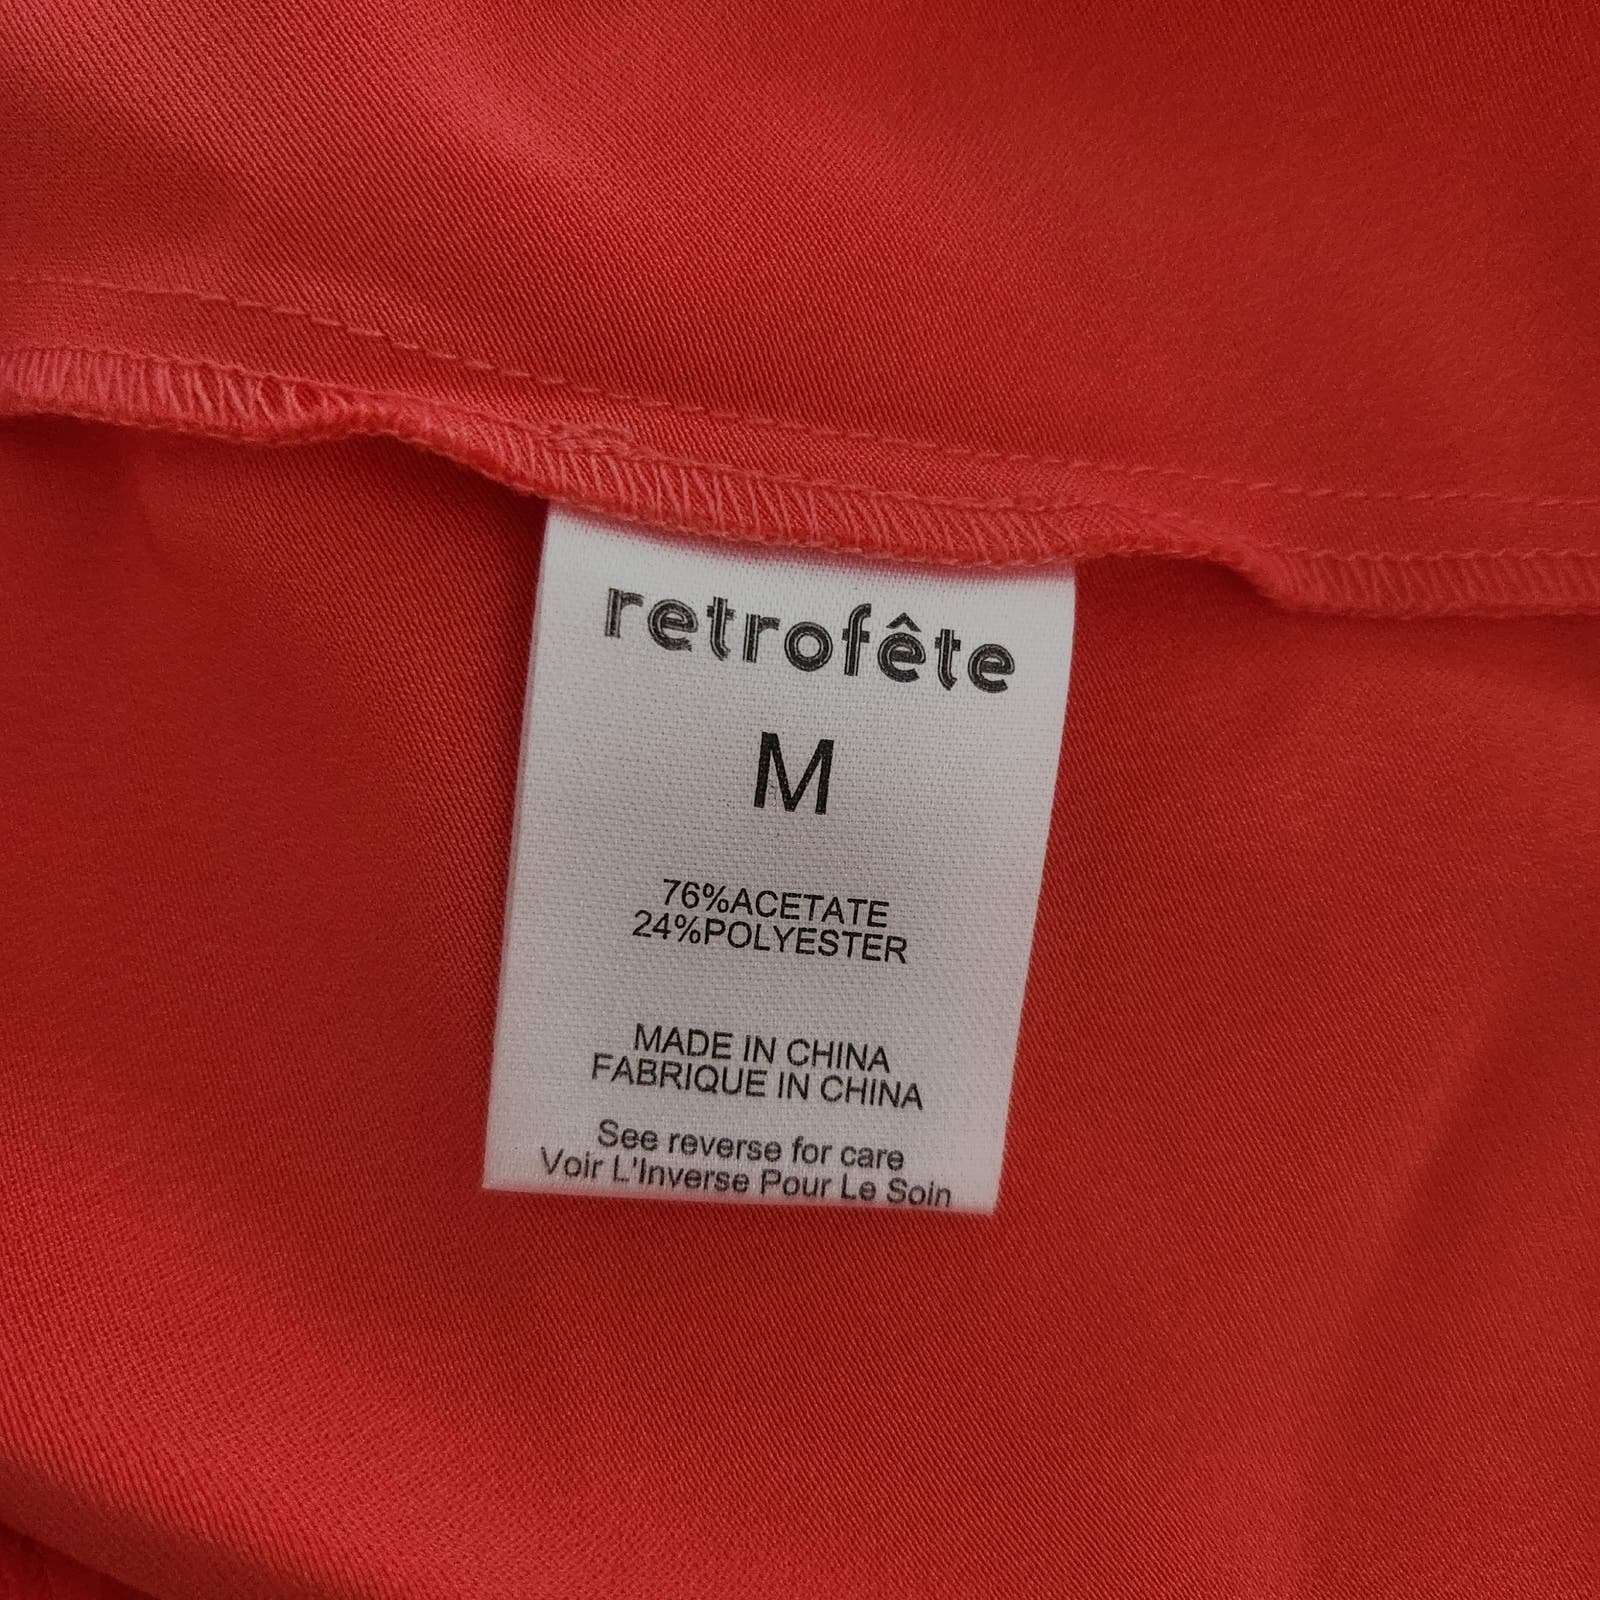 retrofête
M
76%ACETATE
24%POLYESTER
MADE IN CHINA
FABRIQUE IN CHINA
See reverse for care
Voir L'Inverse Pour Le Soin